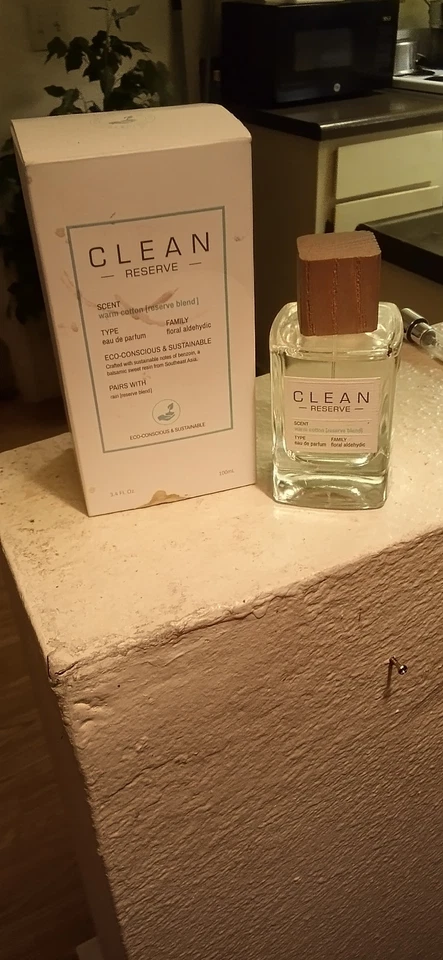 CLEAN
— RESERVE —
SCENT
warm cotton [reserve blend]
TYPE
eau de parfum
FAMILY
floral aldehydic
ECO-CONSCIOUS & SUSTAINABLE
Crafted with sustainable notes of benzoin, a
balsamic sweet resin from Southeast Asia.
PAIRS WITH
rain [reserve blend]
ECO-CONSCIOUS & SUSTAINABLE
3.4 Fl. Oz
100mL
CLEAN
— RESERVE —
SCENT
warm cotton [reserve blend]
TYPE
eau de parfum
FAMILY
floral aldehydic